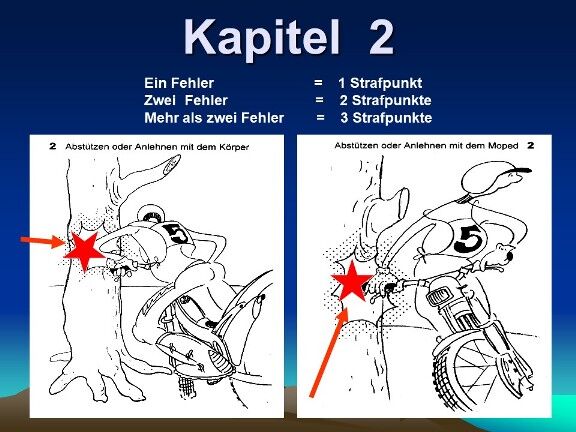 Kapitel 2
Ein Fehler = 1 Strafpunkt
Zwei Fehler = 2 Strafpunkte
Mehr als zwei Fehler = 3 Strafpunkte
2 Abstützen oder Anlehnen mit dem Körper
5
Abstützen oder Anlehnen mit dem Moped 2
5